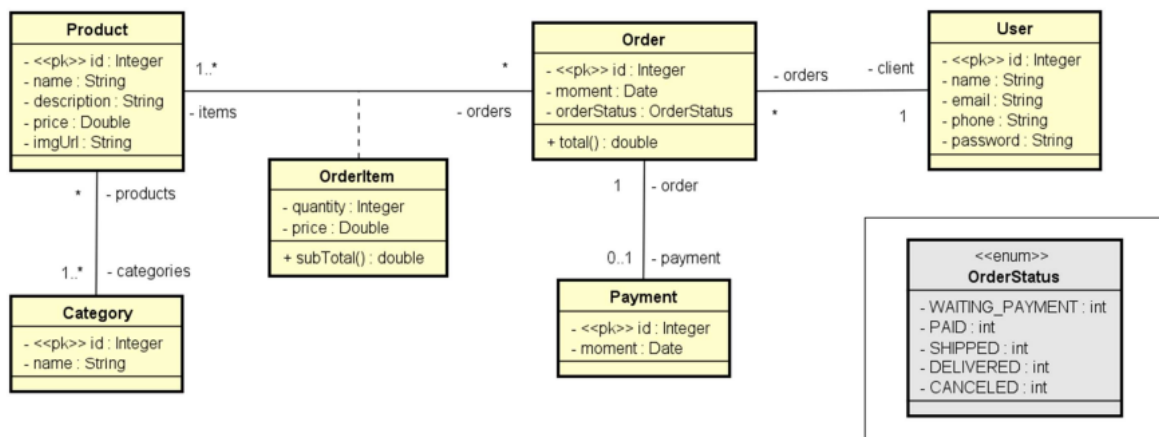 Product
- <<pk>> id : Integer
- name : String
- description : String
- price : Double
- imgUrl : String
1..*
- items
*
- orders
Order
- <<pk>> id : Integer
- moment : Date
- orderStatus : OrderStatus
+ total() : double
- orders
*
- client
1
User
- <<pk>> id : Integer
- name : String
- email : String
- phone : String
- password : String
OrderItem
- quantity : Integer
- price : Double
+ subTotal() : double
* - products
1..* - categories
Category
- <<pk>> id : Integer
- name : String
1 - order
0..1 - payment
Payment
- <<pk>> id : Integer
- moment : Date
<<enum>>
OrderStatus
- WAITING_PAYMENT : int
- PAID : int
- SHIPPED : int
- DELIVERED : int
- CANCELED : int